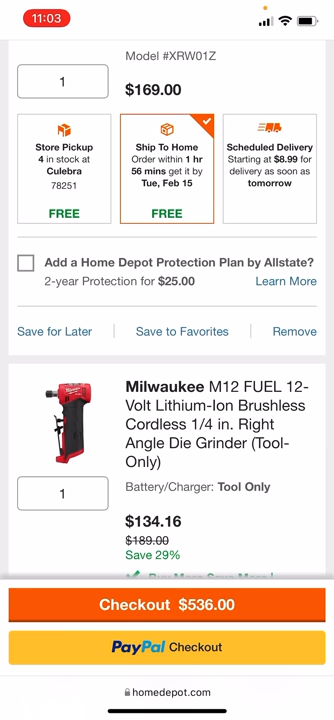 11:03
Model #XRW01Z
1
$169.00
Store Pickup
4 in stock at
Culebra
78251
FREE
Ship To Home
Order within 1 hr
56 mins get it by
Tue, Feb 15
FREE
Scheduled Delivery
Starting at $8.99 for
delivery as soon as
tomorrow
Add a Home Depot Protection Plan by Allstate?
2-year Protection for $25.00
Learn More
Save for Later
Save to Favorites
Remove
Milwaukee M12 FUEL 12-
Volt Lithium-Ion Brushless
Cordless 1/4 in. Right
Angle Die Grinder (Tool-
Only)
Battery/Charger: Tool Only
1
$134.16
$189.00
Save 29%
Buy More Save More!
Checkout $536.00
PayPal Checkout
homedepot.com